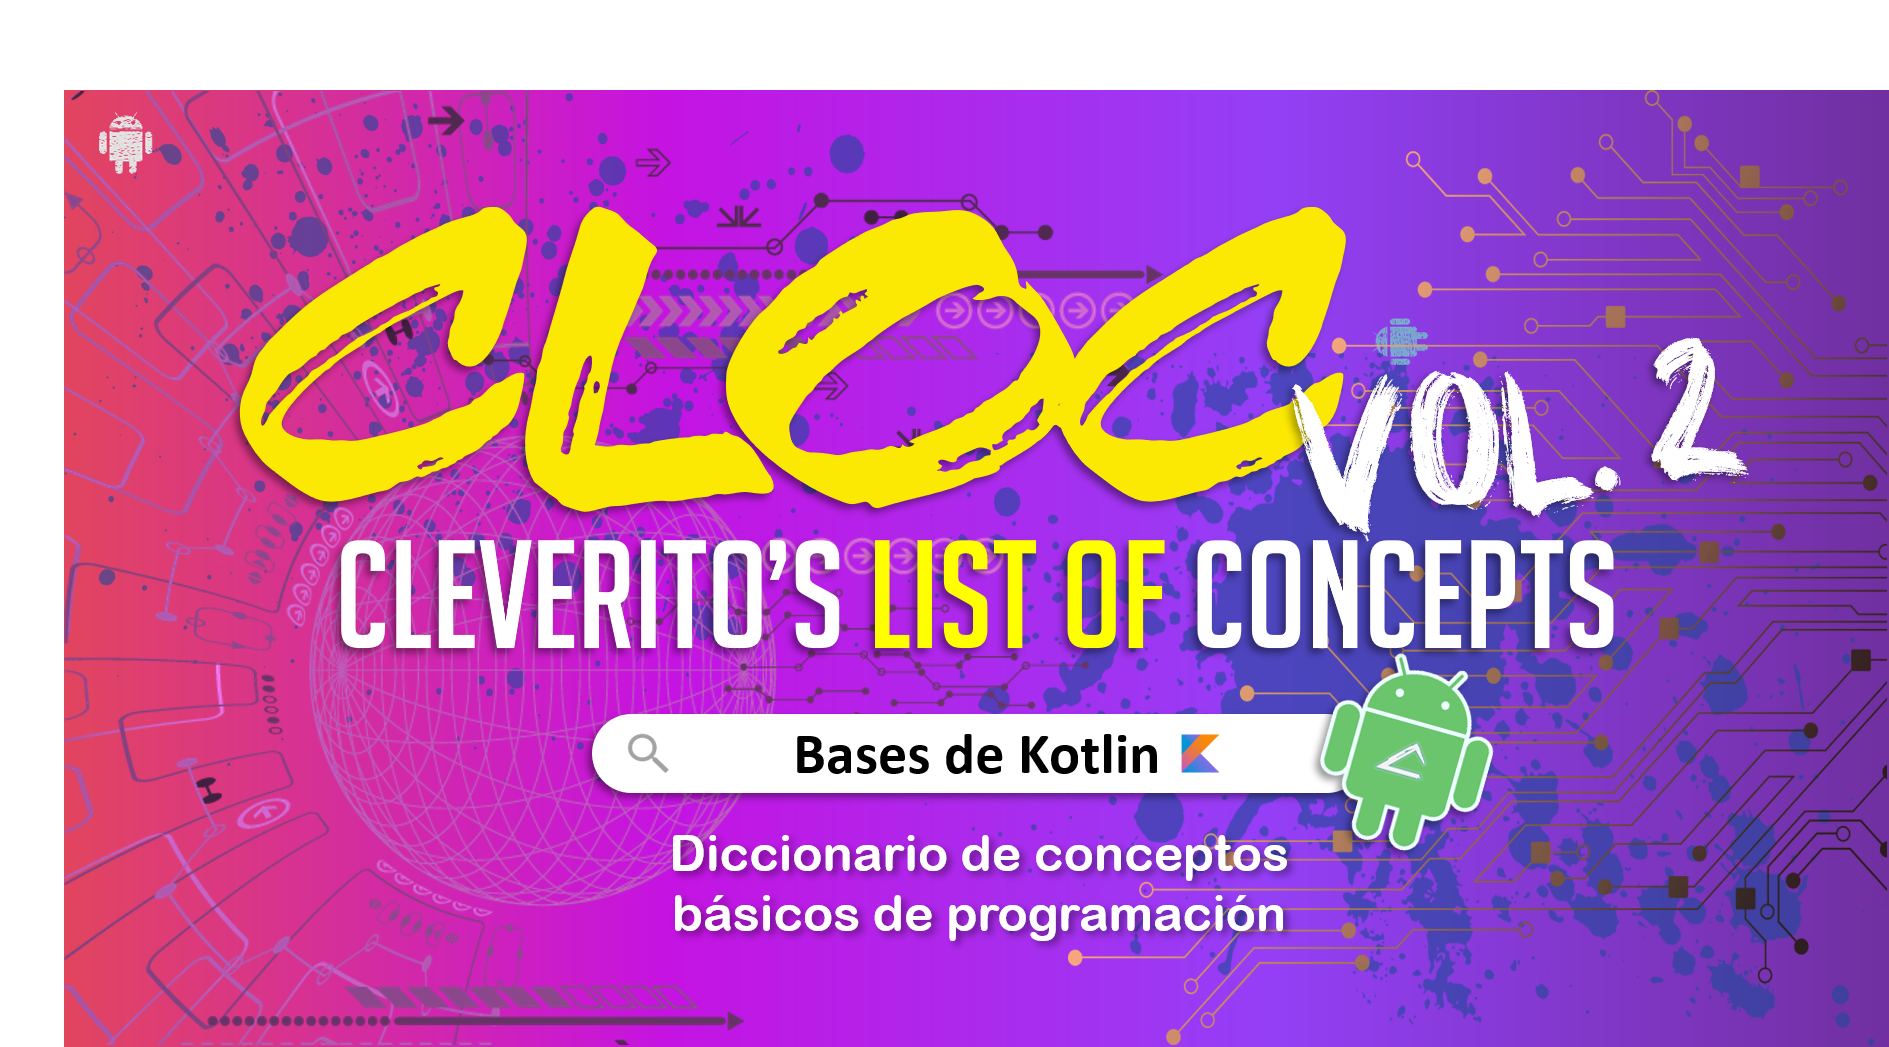 CLOC VOL. 2
CLEVERITO'S LIST OF CONCEPTS
Bases de Kotlin
Diccionario de conceptos
básicos de programación